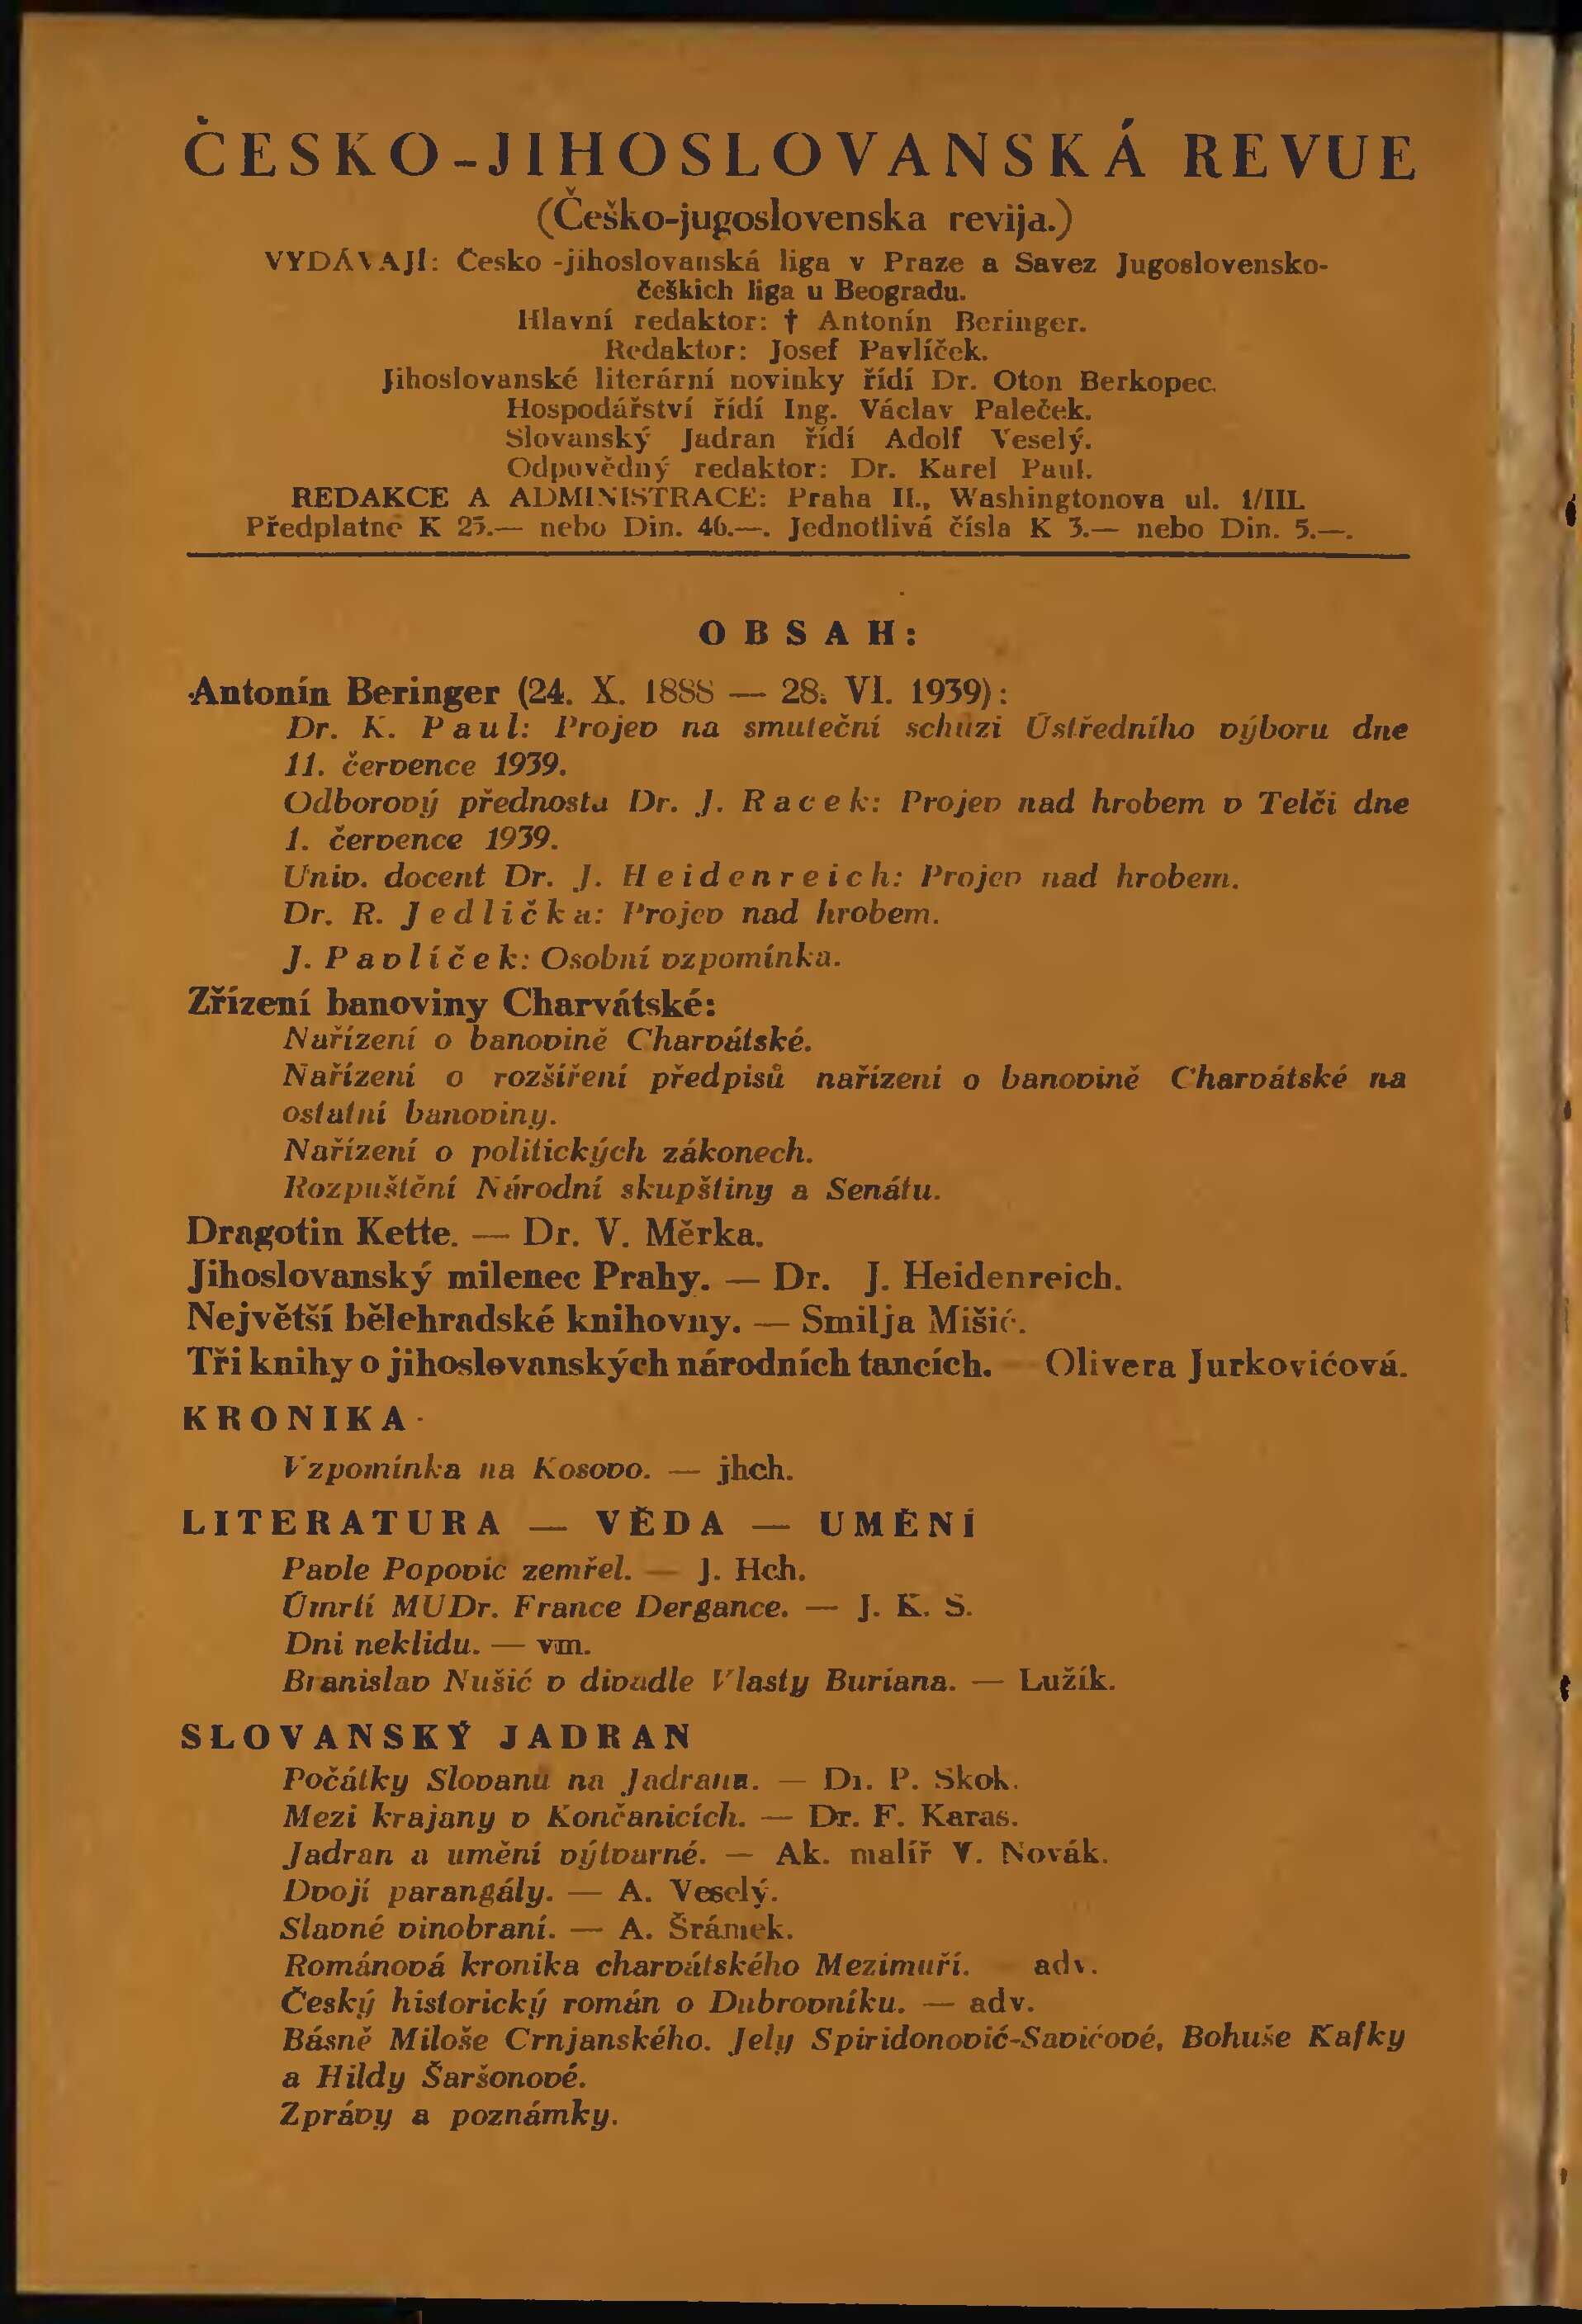 ČESKO-JIHOSLOVANSKÁ REVUE
(Češko-jugoslovenska revija.)
VYDÁVAJÍ: Česko-jihoslovanská liga v Praze a Savez Jugoslovensko-
češkich liga u Beogradu.
Hlavní redaktor: † Antonín Beringer.
Redaktor: Josef Pavlíček.
Jihoslovanské literární novinky řídí Dr. Oton Berkopec.
Hospodářství řídí Ing. Václav Paleček.
Slovanský Jadran řídí Adolf Veselý.
Odpovědný redaktor: Dr. Karel Paul.
REDAKCE A ADMINISTRACE: Praha II., Washingtonova ul. 1/III.
Předplatné K 25.— nebo Din. 40.—. Jednotlivá čísla K 3.— nebo Din. 5.—.
OBSAH:
Antonín Beringer (24. X. 1888 — 28. VI. 1939):
Dr. K. Paul: Projev na smuteční schůzi Ústředního výboru dne
11. července 1939.
Odborový přednosta Dr. J. Racek: Projev nad hrobem v Telči dne
1. července 1939.
Univ. docent Dr. J. Heidenreich: Projev nad hrobem.
Dr. R. Jedlička: Projev nad hrobem.
J. Pavlíček: Osobní vzpomínka.
Zřízení banoviny Charvátské:
Nařízení o banovině Charvátské.
Nařízení o rozšíření předpisů nařízení o banovině Charvátské na
ostatní banoviny.
Nařízení o politických zákonech.
Rozpuštění Národní skupštiny a Senátu.
Dragotin Kette. — Dr. V. Měrka.
Jihoslovanský milenec Prahy. — Dr. J. Heidenreich.
Největší bělehradské knihovny. — Smilja Mišić.
Tři knihy o jihoslovanských národních tancích. — Olivera Jurkovićová.
KRONIKA
Vzpomínka na Kosovo. — jhch.
LITERATURA — VĚDA — UMĚNÍ
Pavle Popovic zemřel. — J. Hch.
Úmrtí MUDr. France Dergance. — J. K. S.
Dni neklidu. — vm.
Branislav Nušić v divadle Vlasty Buriana. — Lužík.
SLOVANSKÝ JADRAN
Počátky Slovanů na Jadranu. — Dr. P. Skok.
Mezi krajany v Končanicích. — Dr. F. Karas.
Jadran a umění výtvarné. — Ak. malíř V. Novák.
Dvojí parangály. — A. Veselý.
Slavné vinobraní. — A. Šrámek.
Románová kronika charvátského Mezimuří. — adv.
Český historický román o Dubrovníku. — adv.
Básně Miloše Crnjanského. Jely Spiridonović-Savićové, Bohuše Kafky
a Hildy Šaršonové.
Zprávy a poznámky.